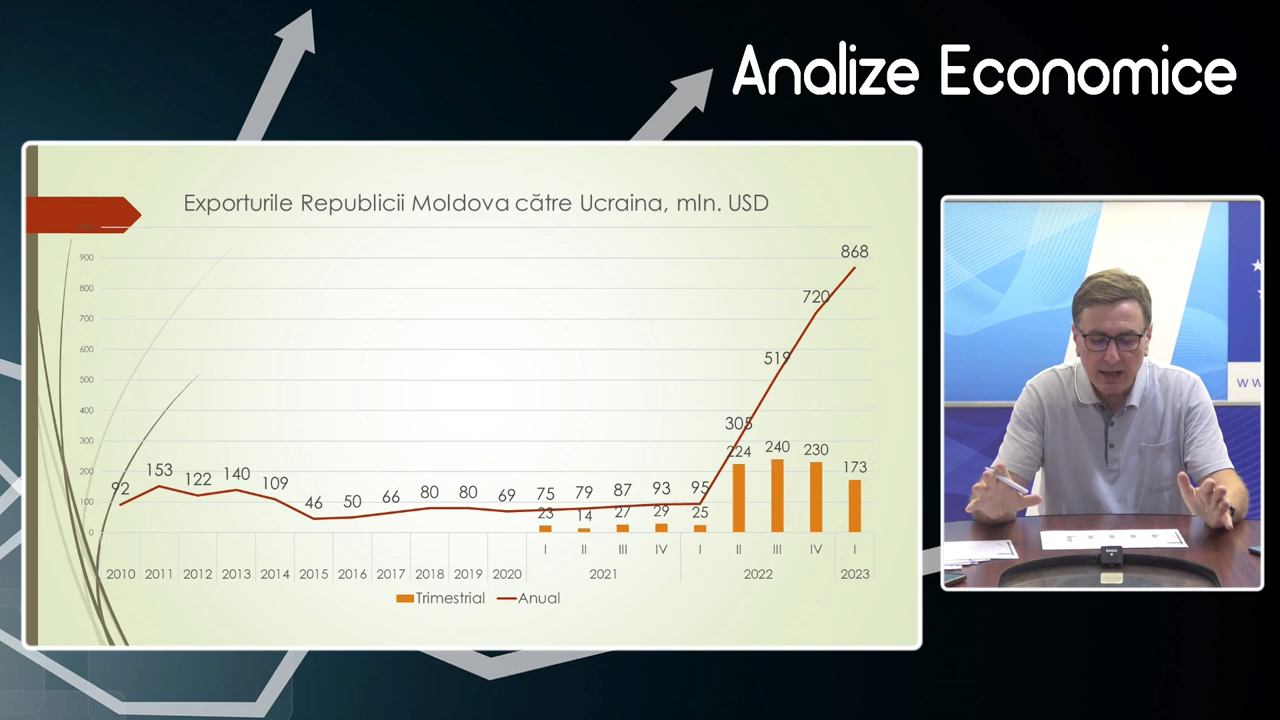 Analize Economice
Exporturile Republicii Moldova către Ucraina, mln. USD
900
800
700
600
500
400
300
200
100
0
92 153 122 140 109 46 50 66 80 80 69 75 79 87 93 95 305 519 720 868
23 14 27 29 25 224 240 230 173
I II III IV I II III IV I
2010 2011 2012 2013 2014 2015 2016 2017 2018 2019 2020 2021 2022 2023
Trimestrial Anual
WW